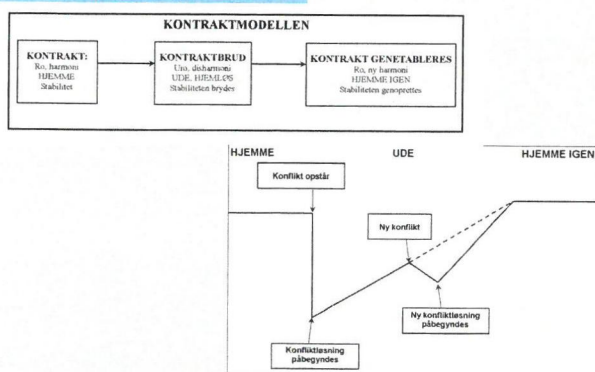 KONTRAKTMODELLEN
KONTRAKT:
Ro, harmoni
HJEMME
Stabilitet
KONTRAKTBRUD
Uro, disharmoni
UDE, HJEMLØS
Stabiliteten brydes
KONTRAKT GENETABLERES
Ro, ny harmoni
HJEMME IGEN
Stabiliteten genoprettes
HJEMME
UDE
HJEMME IGEN
Konflikt opstår
Ny konflikt
Ny konfliktløsning
påbegyndes
Konfliktløsning
påbegyndes